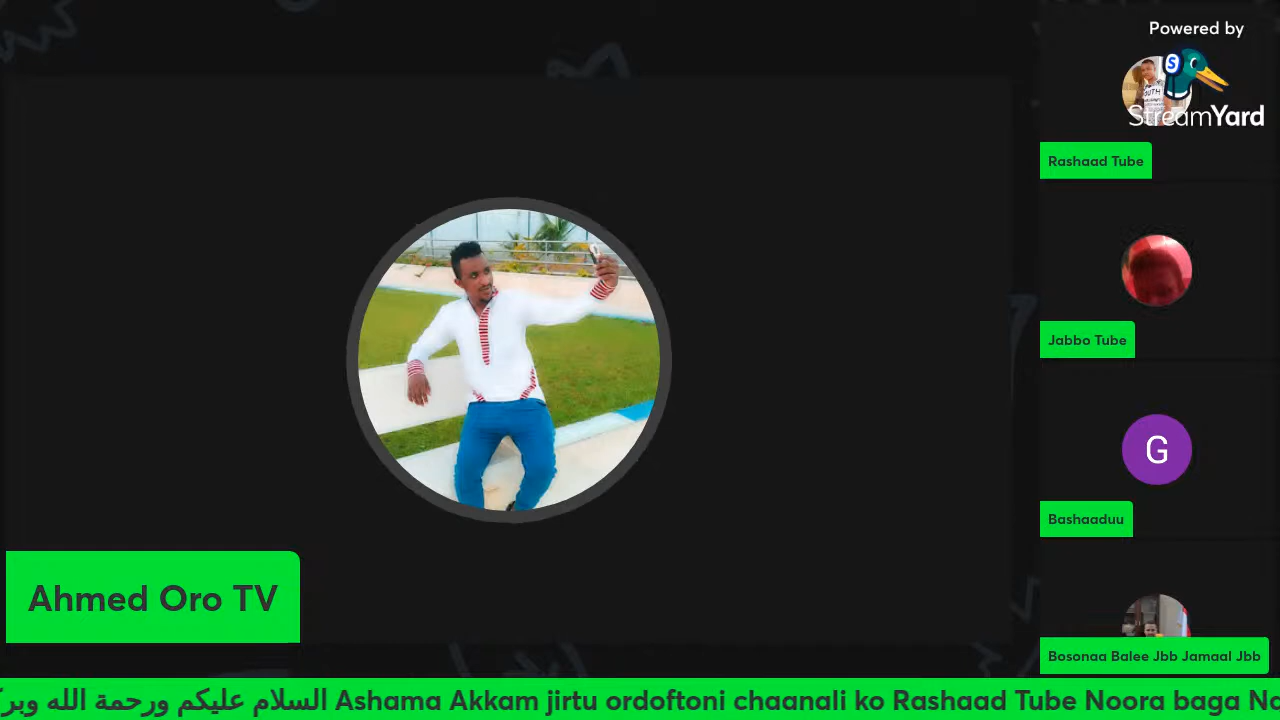 Powered by
StreamYard
Rashaad Tube
Jabbo Tube
G
Bashaaduu
Ahmed Oro TV
Bosonaa Balee Jbb Jamaal Jbb
السلام عليكم ورحمة الله Ashama Akkam jirtu ordoftoni chaanali ko Rashaad Tube Noora baga